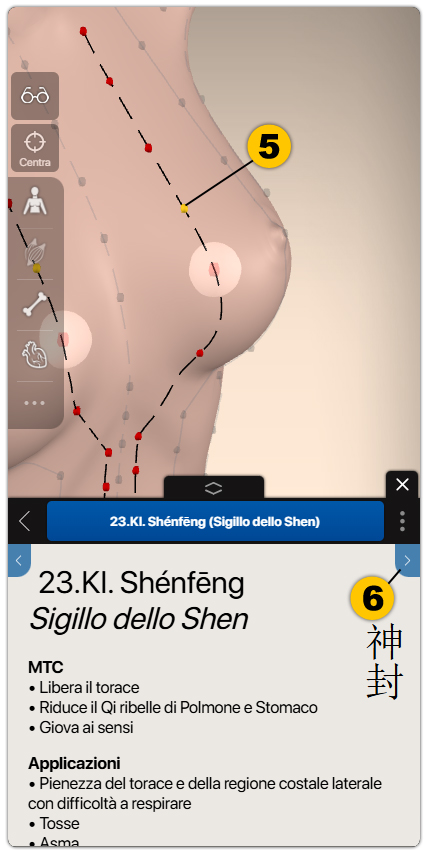 5
Centra
23.KI. Shénfēng (Sigillo dello Shen)
23.KI. Shénfēng
Sigillo dello Shen
6
神
封
MTC
• Libera il torace
• Riduce il Qi ribelle di Polmone e Stomaco
• Giova ai sensi
Applicazioni
• Pienezza del torace e della regione costale laterale
con difficoltà a respirare
• Tosse
• Asma